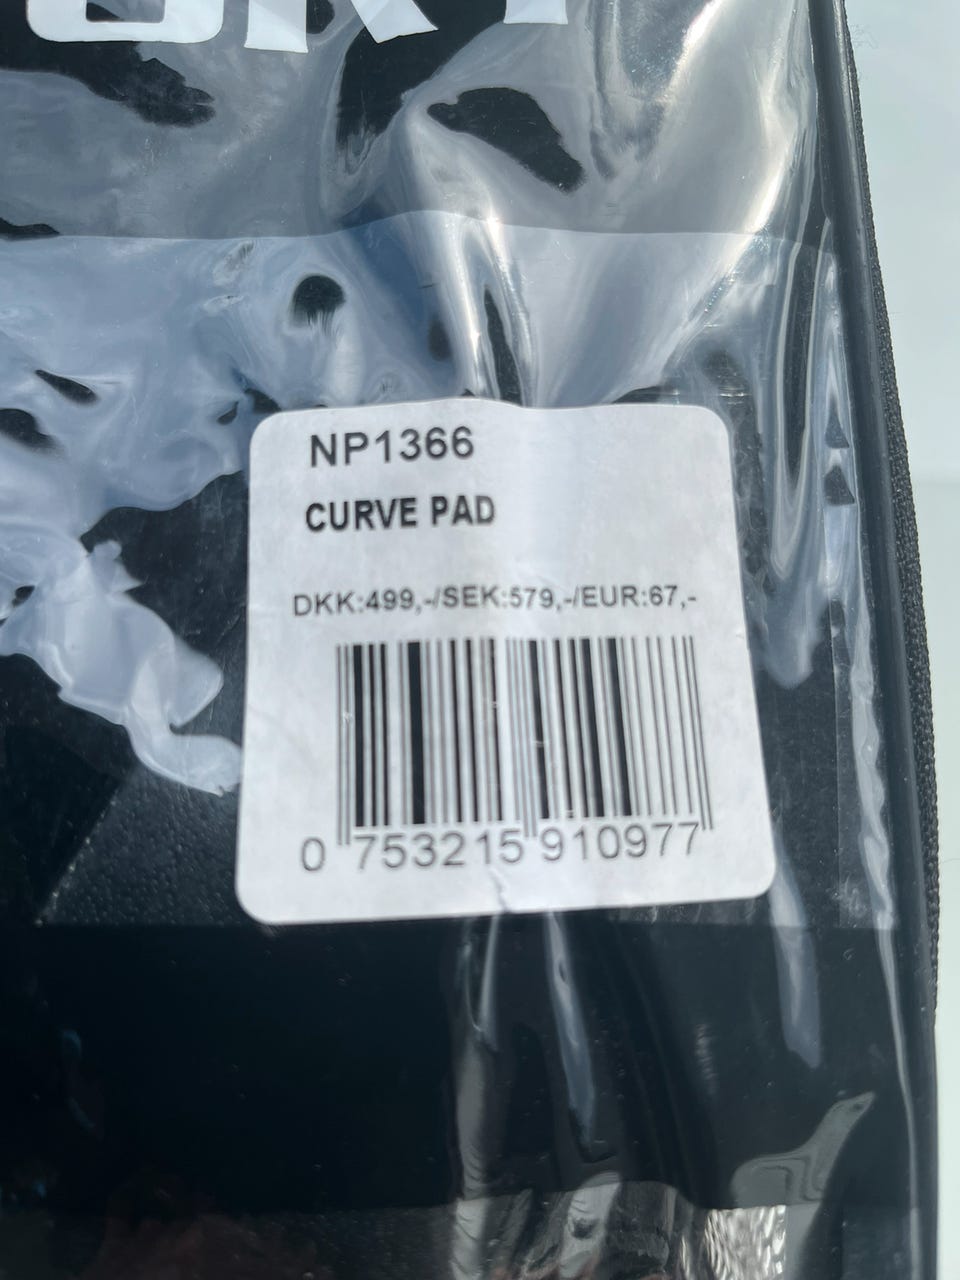 NP1366
CURVE PAD
DKK:499,-/SEK:579,-/EUR:67,-
0 753215 910977